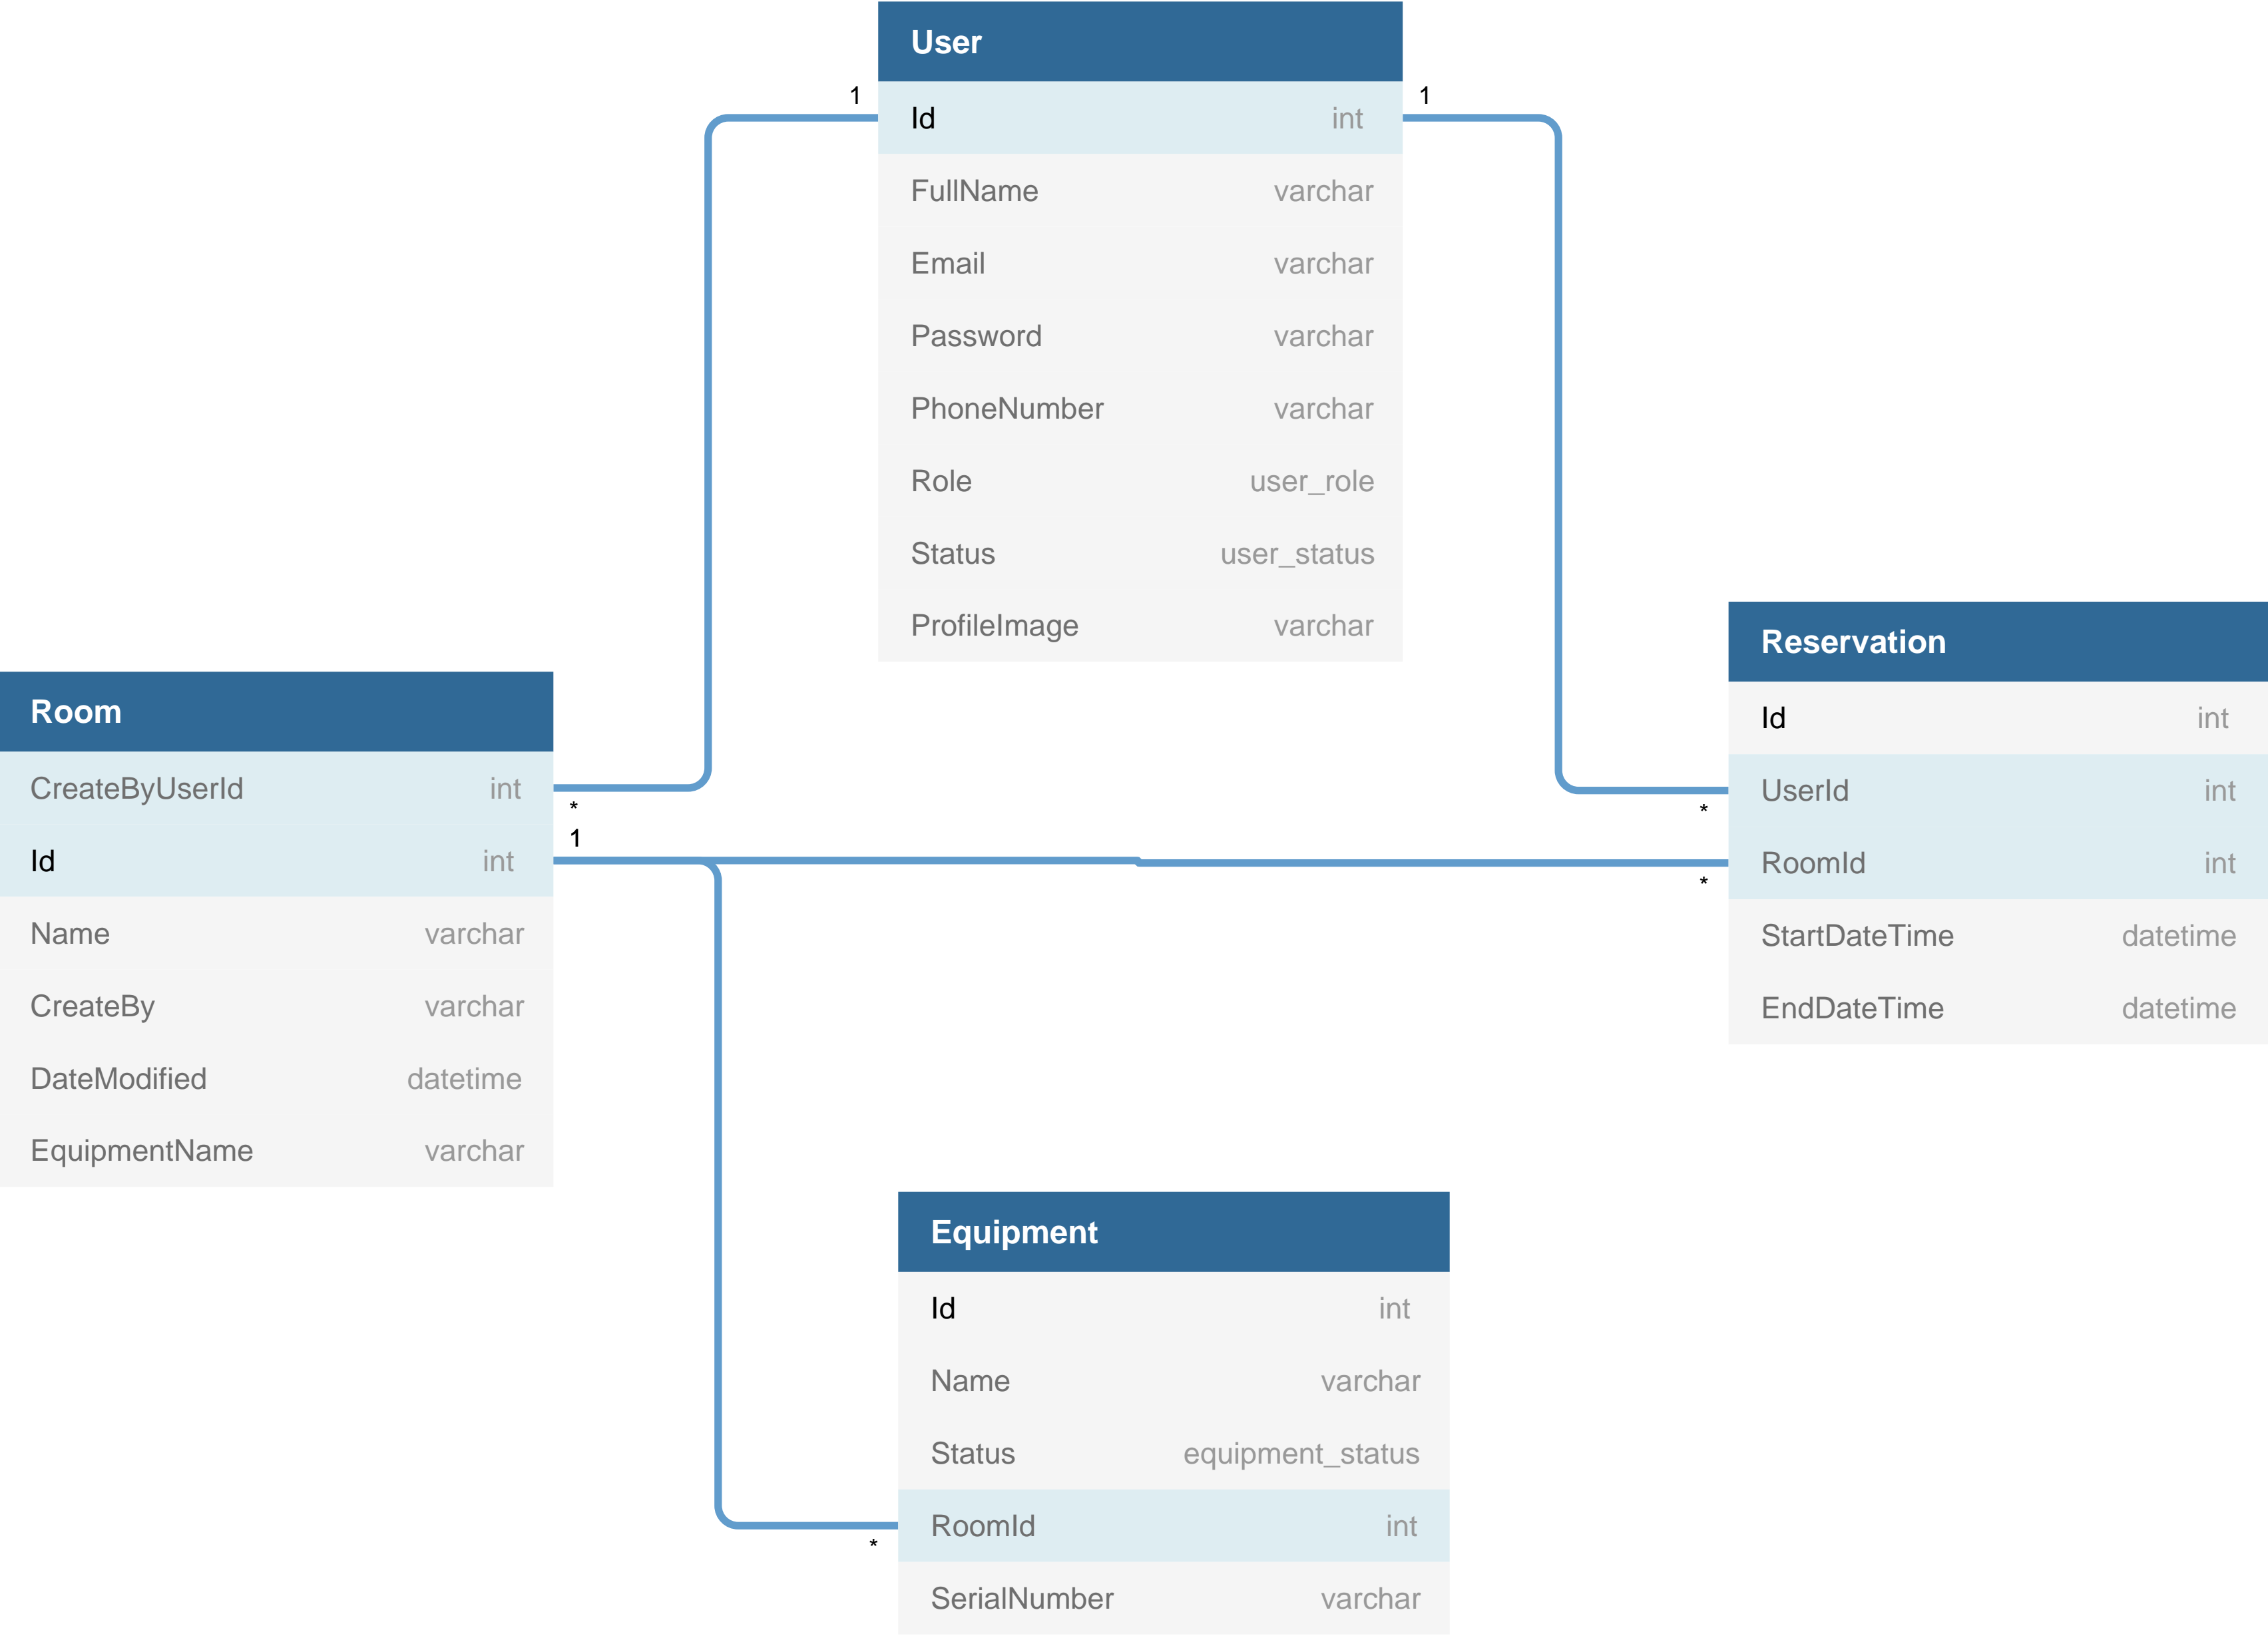 User
1
1
Id int
FullName varchar
Email varchar
Password varchar
PhoneNumber varchar
Role user_role
Status user_status
ProfileImage varchar
Room
CreateByUserId int
*
1
Id int
Name varchar
CreateBy varchar
DateModified datetime
EquipmentName varchar
Reservation
Id int
UserId int
*
RoomId int
*
StartDateTime datetime
EndDateTime datetime
Equipment
Id int
Name varchar
Status equipment_status
RoomId int
*
SerialNumber varchar